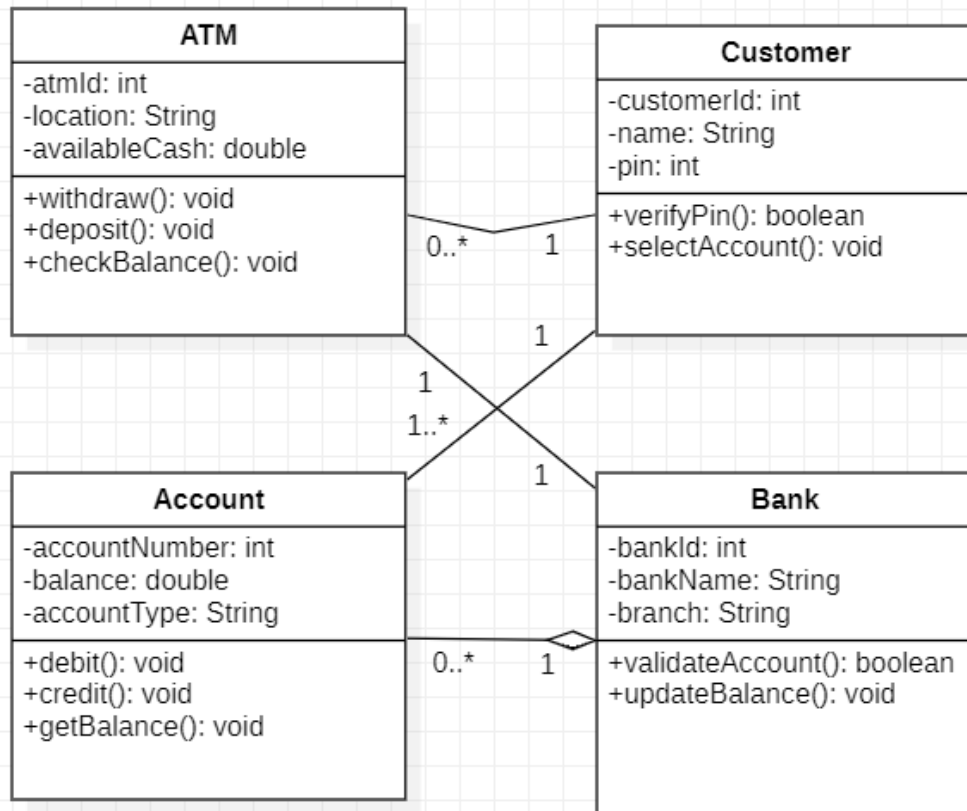 ATM
-atmId: int
-location: String
-availableCash: double
+withdraw(): void
+deposit(): void
+checkBalance(): void
Customer
-customerId: int
-name: String
-pin: int
+verifyPin(): boolean
+selectAccount(): void
0..*
1
1
1
1..*
1
Account
-accountNumber: int
-balance: double
-accountType: String
+debit(): void
+credit(): void
+getBalance(): void
0..*
1
Bank
-bankId: int
-bankName: String
-branch: String
+validateAccount(): boolean
+updateBalance(): void